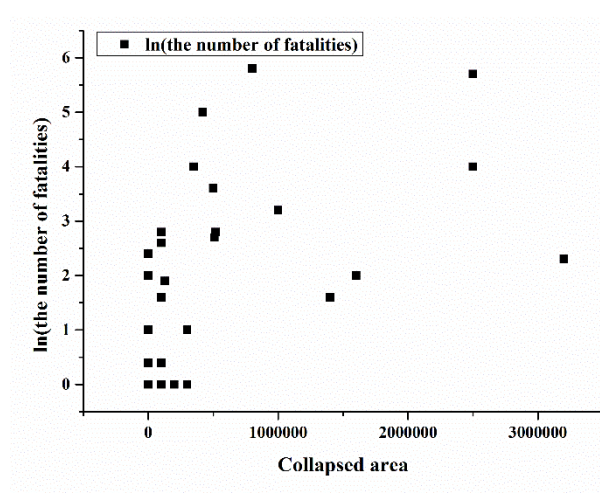 ln(the number of fatalities)
ln(the number of fatalities)
6
5
4
3
2
1
0
0 1000000 2000000 3000000
Collapsed area